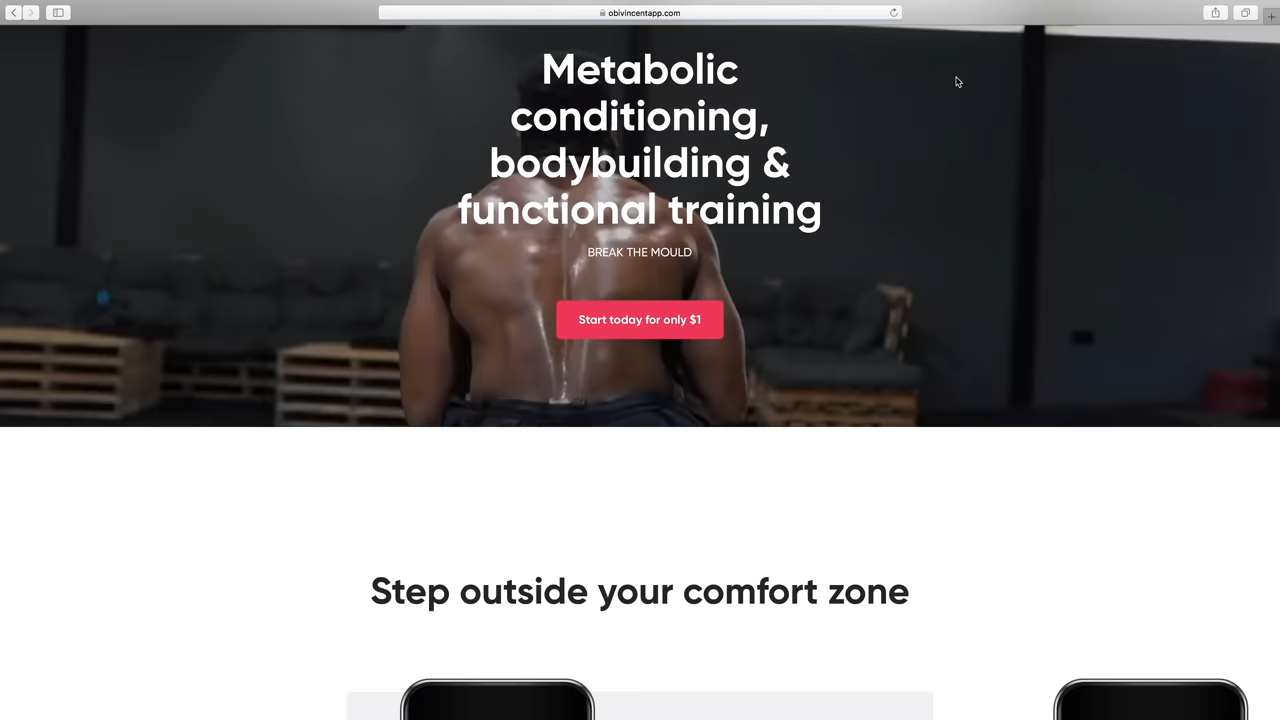 obivincentapp.com
Metabolic
conditioning,
bodybuilding &
functional training
BREAK THE MOULD
Start today for only $1
Step outside your comfort zone